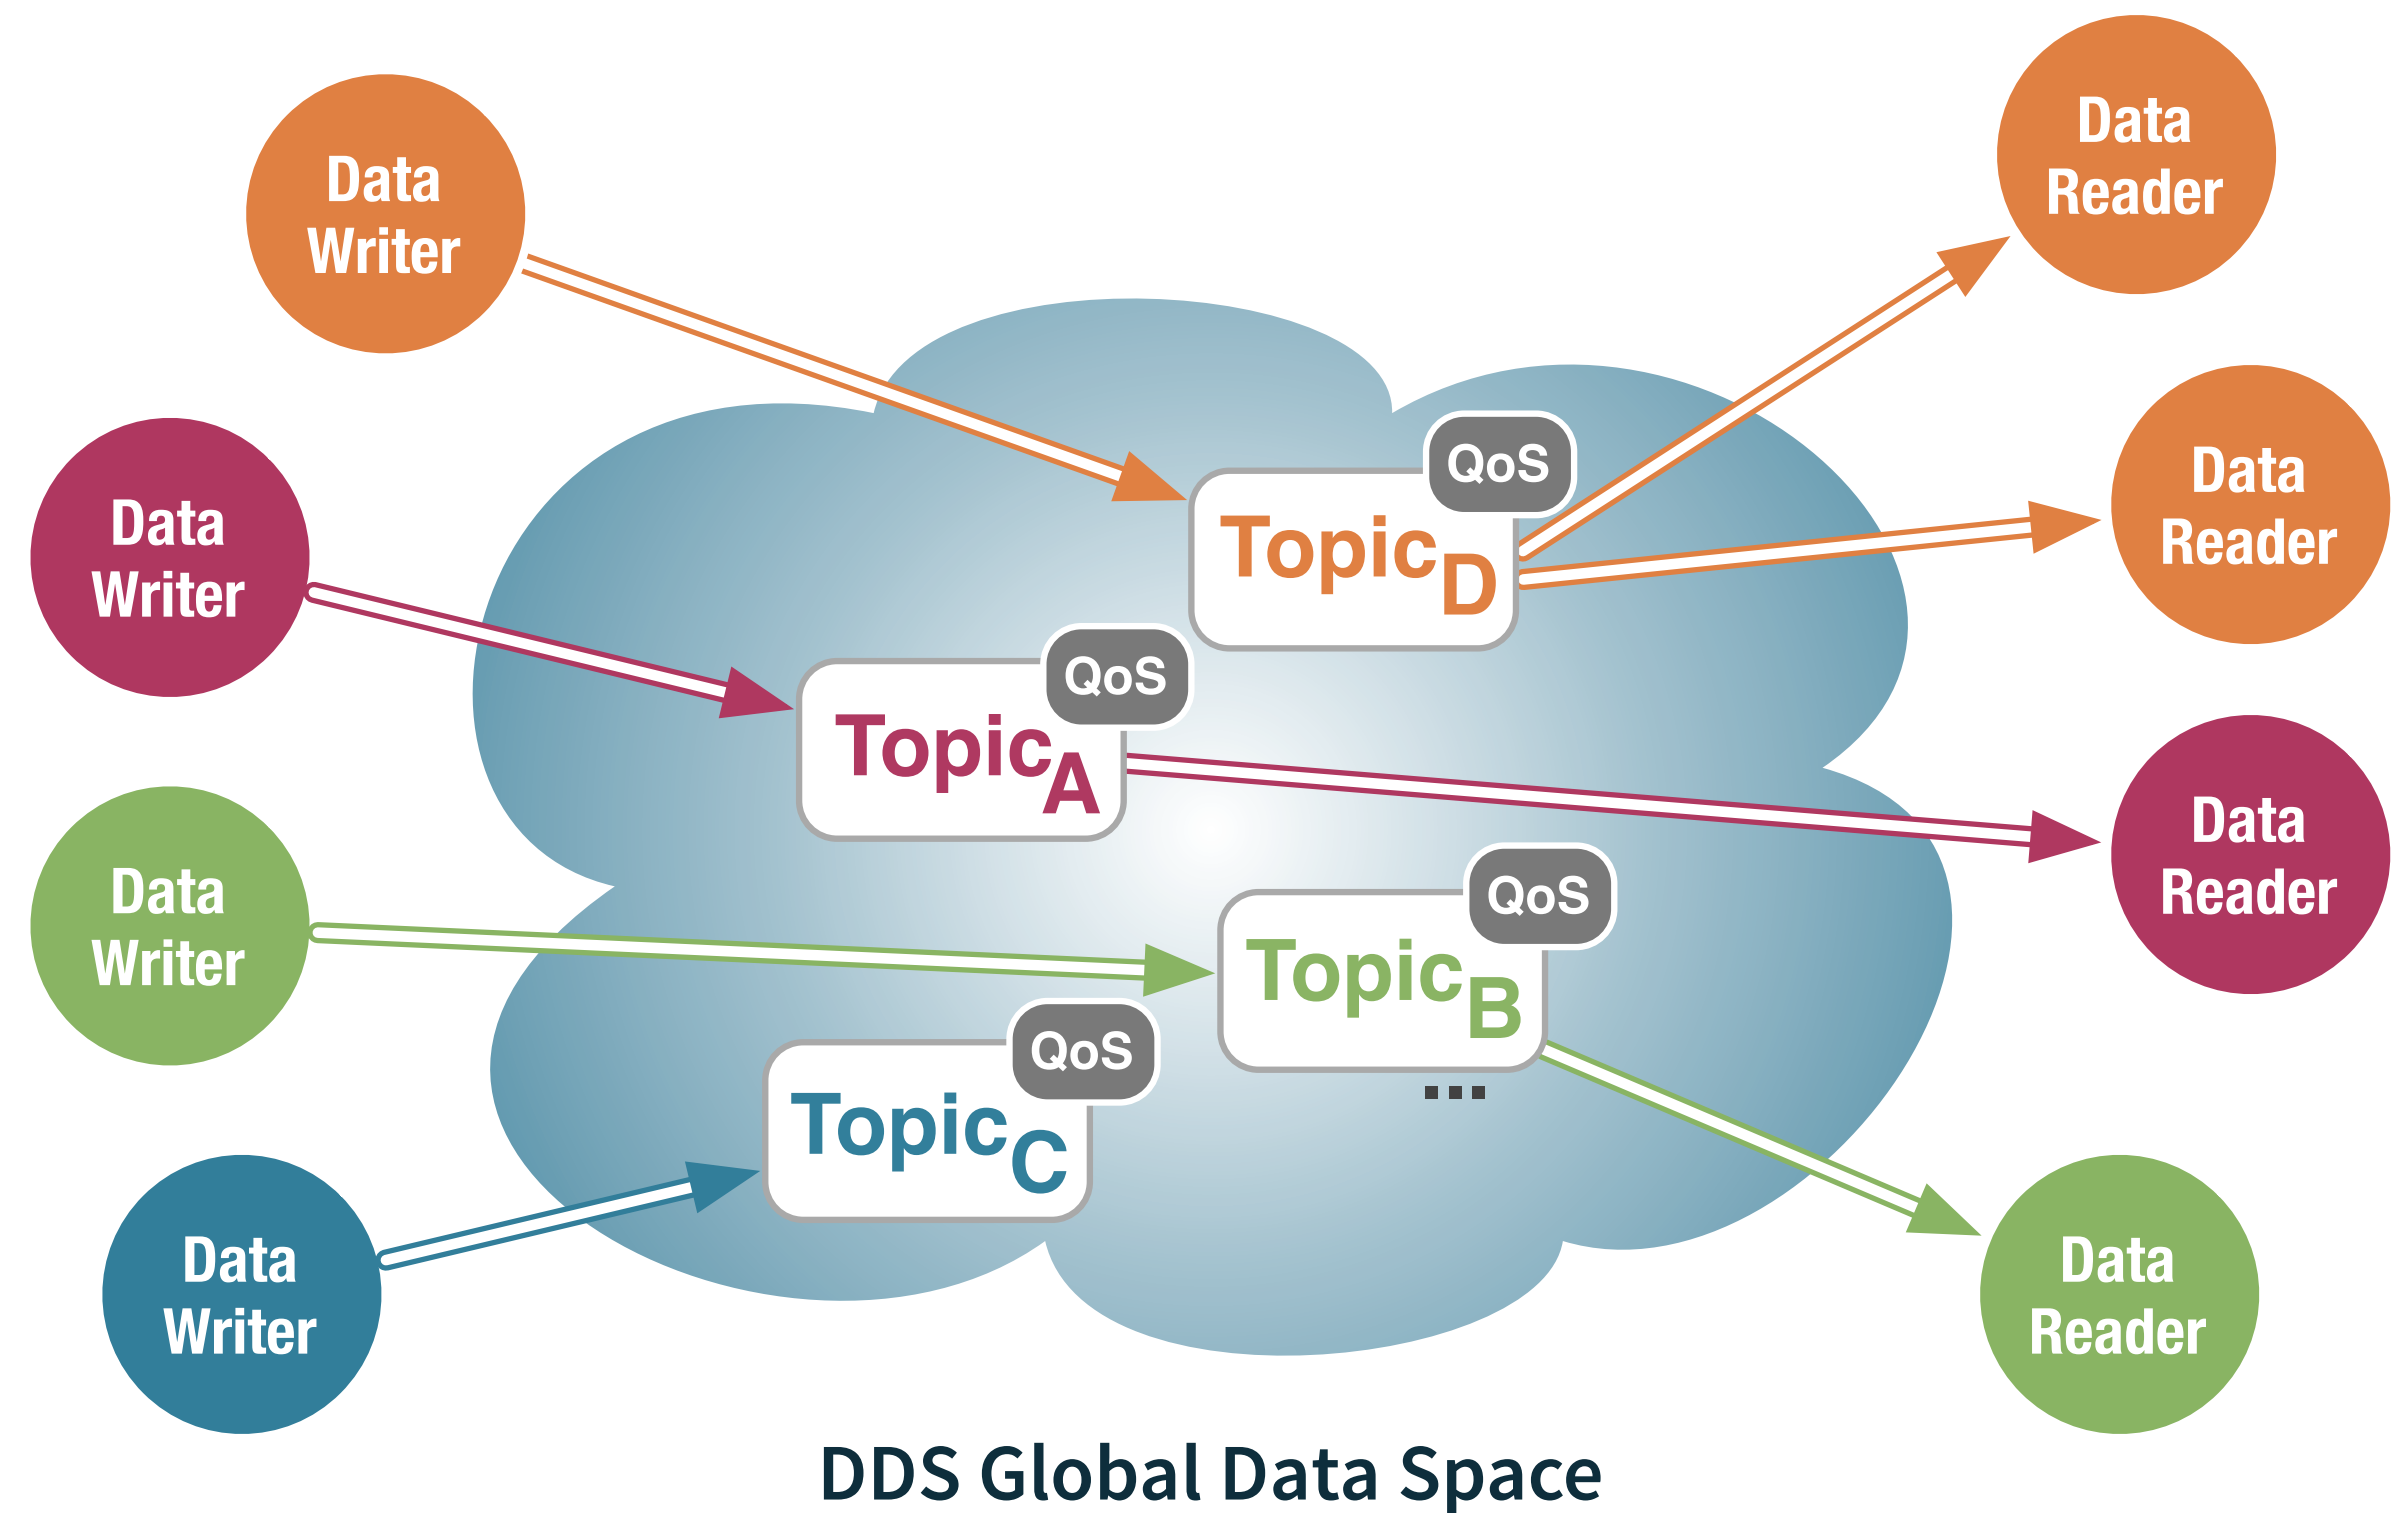 Data
Writer
Data
Reader
Data
Reader
QoS
Topic D
Data
Writer
QoS
Topic A
Data
Reader
Data
Writer
QoS
Topic B
...
QoS
Topic C
Data
Writer
Data
Reader
DDS Global Data Space